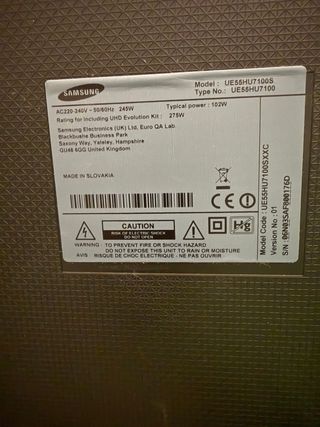 SAMSUNG
Model : UE55HU7100S
Type No. : UE55HU7100
AC220-240V ~ 50/60Hz 245W Typical power : 102W
Rating for including UHD Evolution Kit : 275W
Samsung Electronics (UK) Ltd, Euro QA Lab.
Blackbushe Business Park
Saxony Way, Yateley, Hampshire
GU46 6GG United Kingdom
MADE IN SLOVAKIA
CAUTION
RISK OF ELECTRIC SHOCK
DO NOT OPEN
WARNING : TO PREVENT FIRE OR SHOCK HAZARD
DO NOT EXPOSE THIS UNIT TO RAIN OR MOISTURE
AVIS RISQUE DE CHOC ELECTRIQUE - NE PAS OUVRIR
CE
Model Code : UE55HU7100SXXC
Version No : 01
S/N :